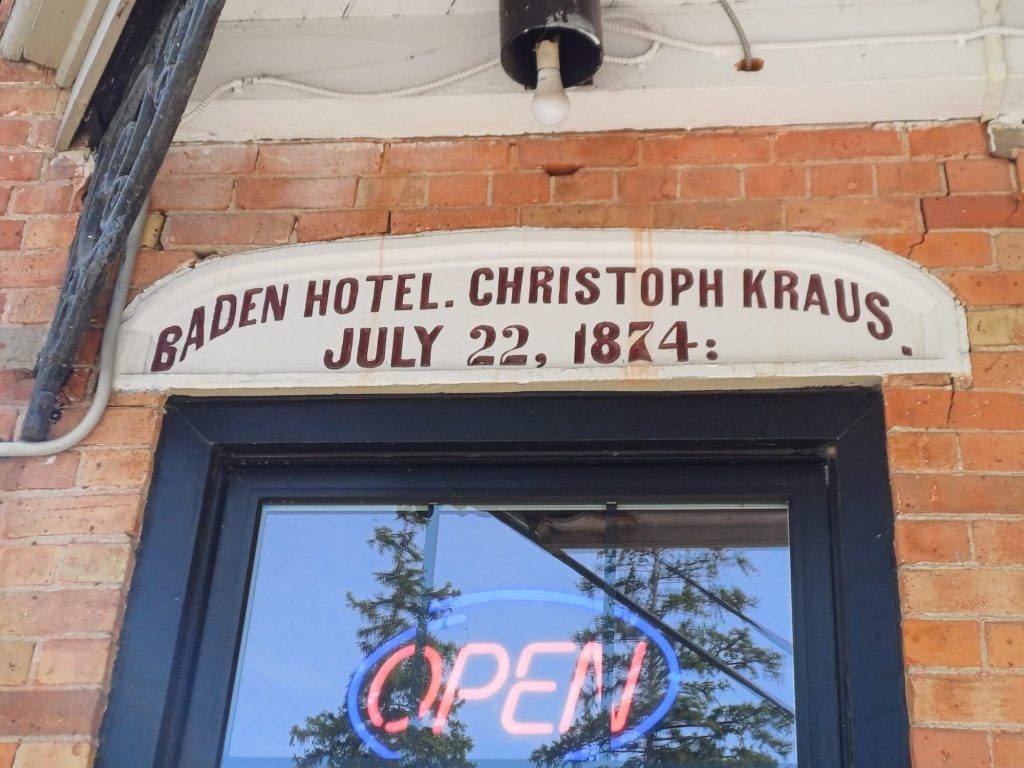 BADEN HOTEL. CHRISTOPH KRAUS.
JULY 22, 1874:
OPEN